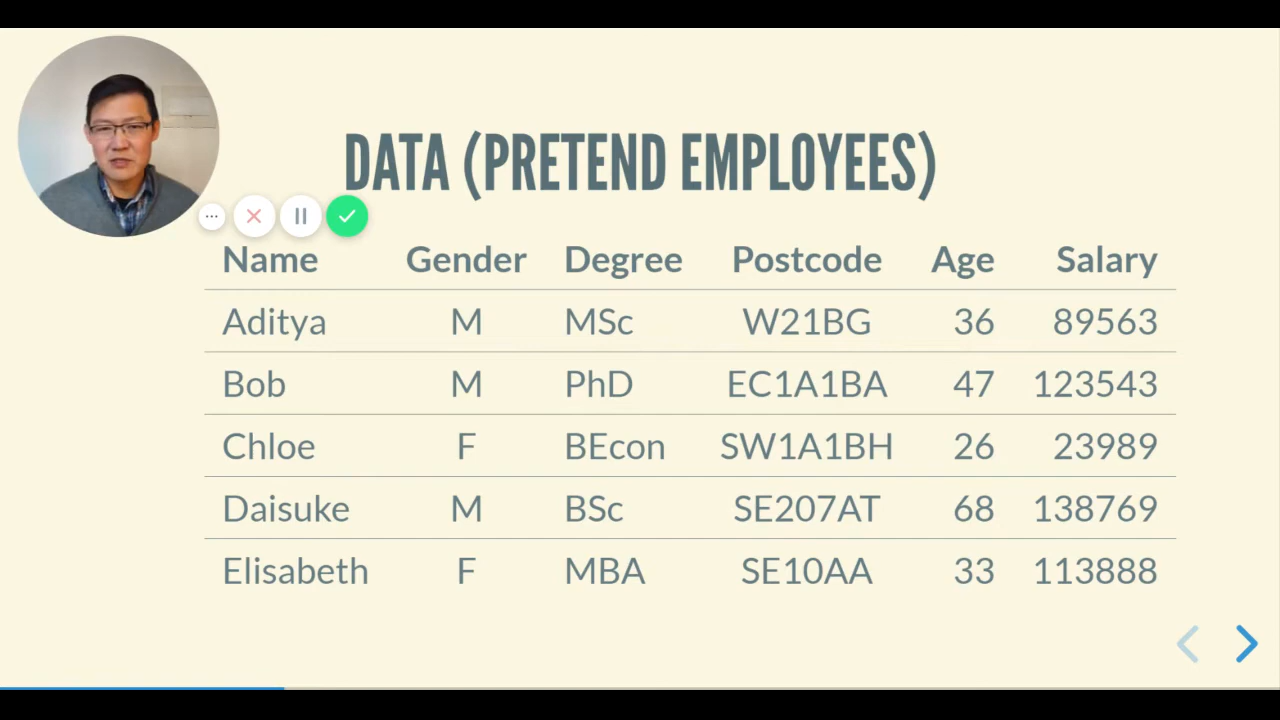 DATA (PRETEND EMPLOYEES)
Name Gender Degree Postcode Age Salary
Aditya M MSc W21BG 36 89563
Bob M PhD EC1A1BA 47 123543
Chloe F BEcon SW1A1BH 26 23989
Daisuke M BSc SE207AT 68 138769
Elisabeth F MBA SE10AA 33 113888